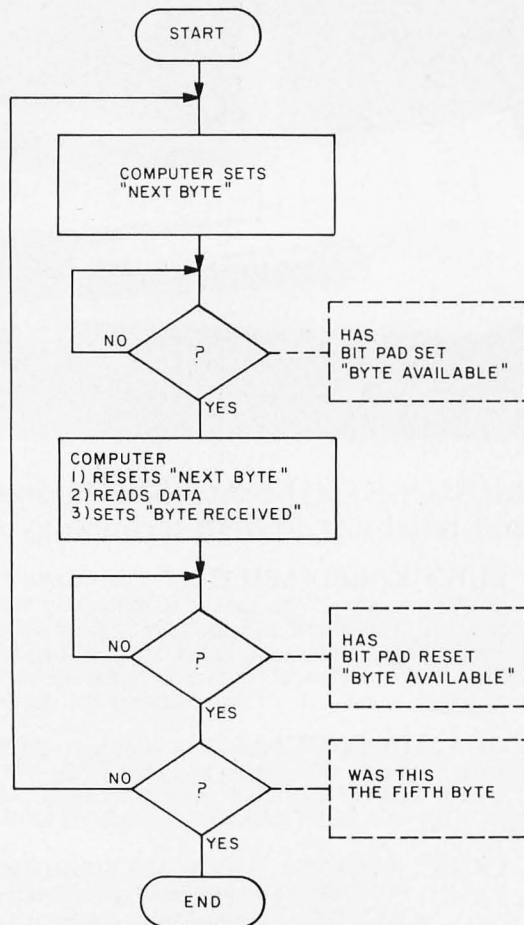 START
COMPUTER SETS
"NEXT BYTE"
NO
?
YES
HAS
BIT PAD SET
"BYTE AVAILABLE"
COMPUTER
1) RESETS "NEXT BYTE"
2) READS DATA
3) SETS "BYTE RECEIVED"
NO
?
YES
HAS
BIT PAD RESET
"BYTE AVAILABLE"
NO
?
YES
WAS THIS
THE FIFTH BYTE
END